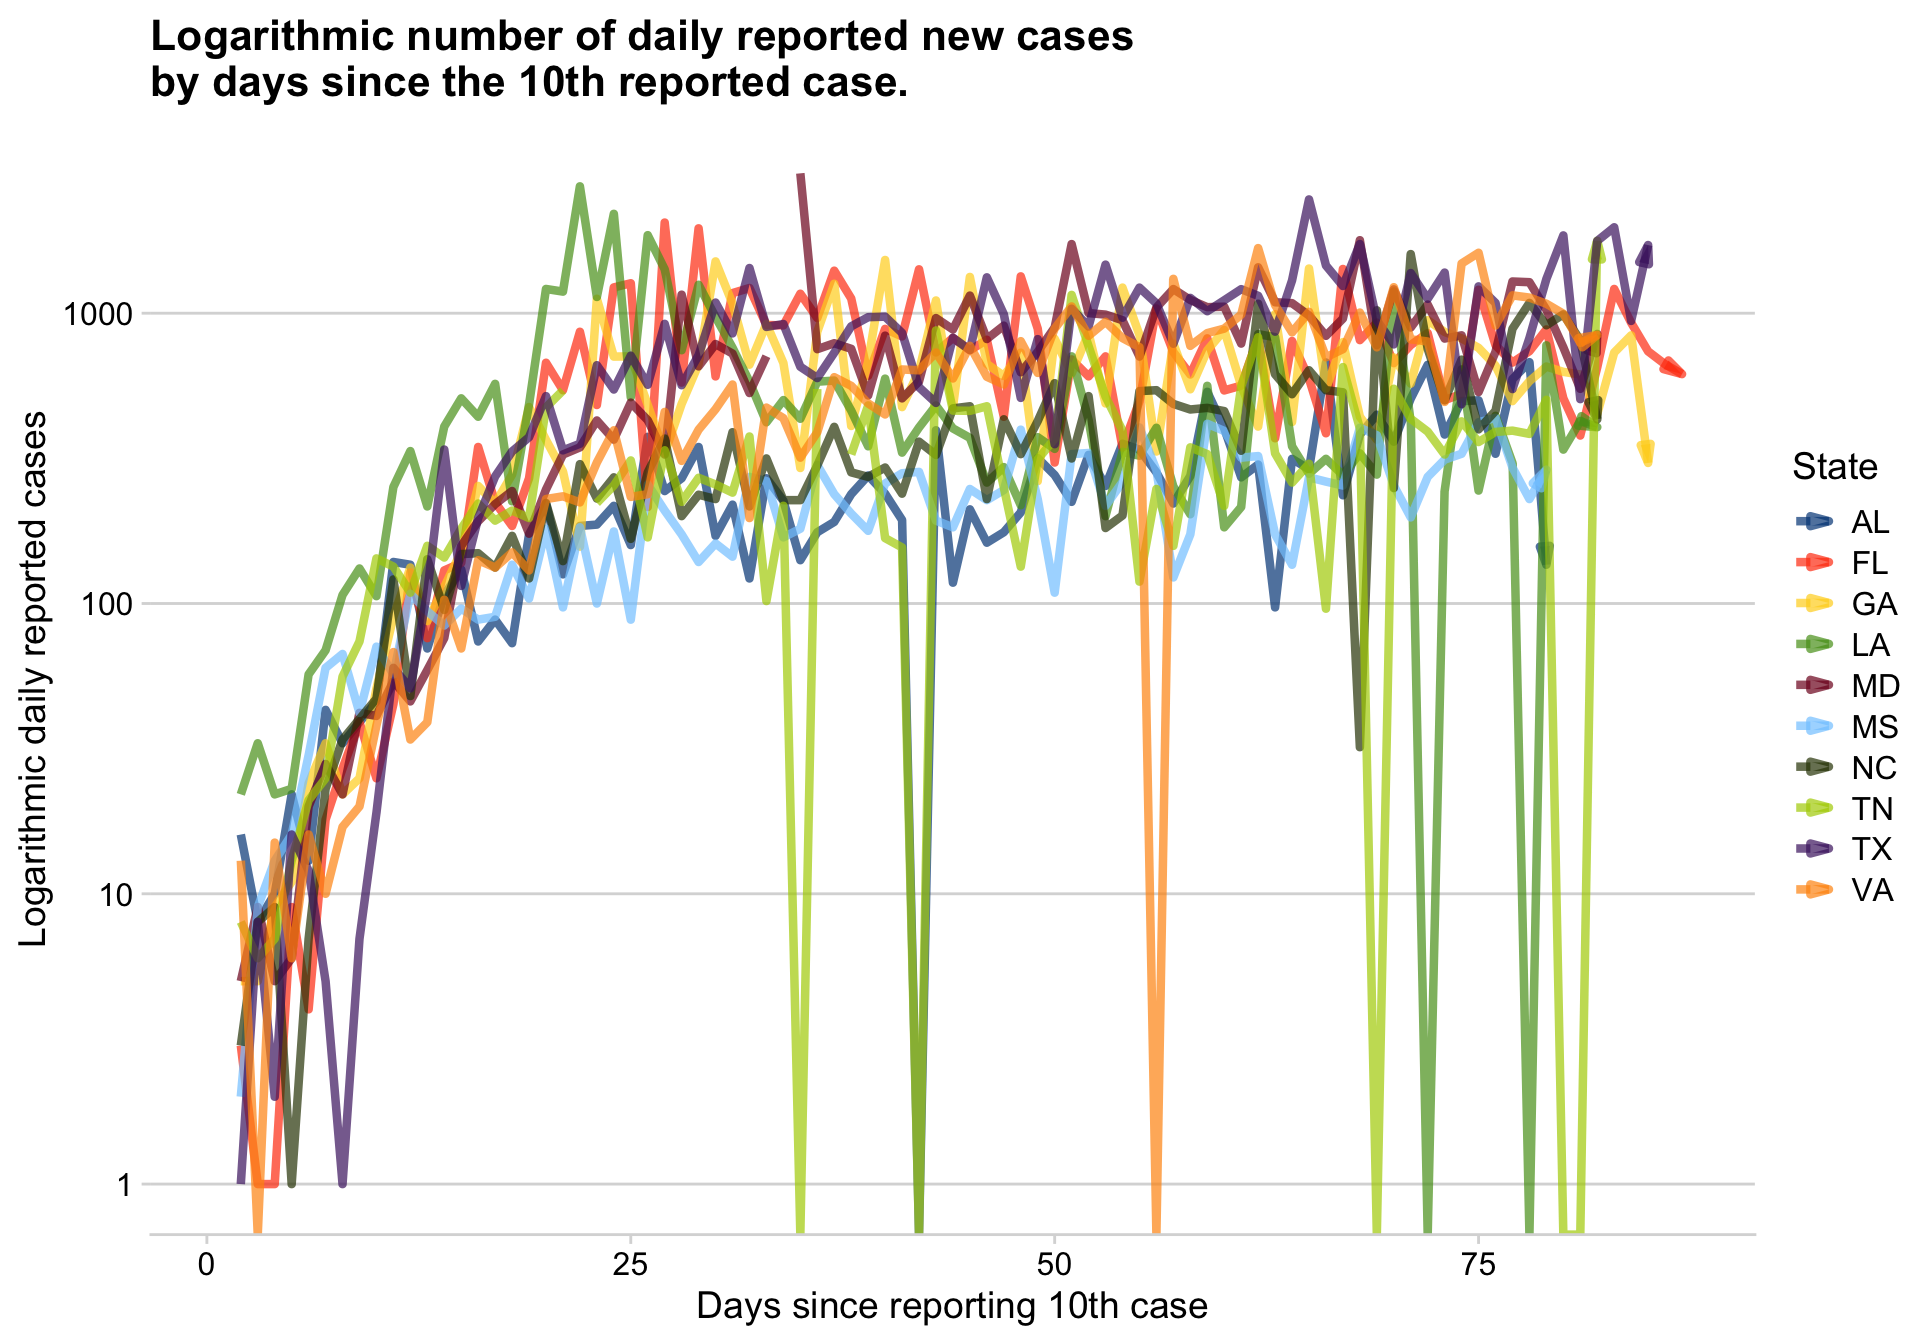 Logarithmic number of daily reported new cases
by days since the 10th reported case.
Logarithmic daily reported cases
1000
100
10
1
0
25
50
75
Days since reporting 10th case
State
AL
FL
GA
LA
MD
MS
NC
TN
TX
VA